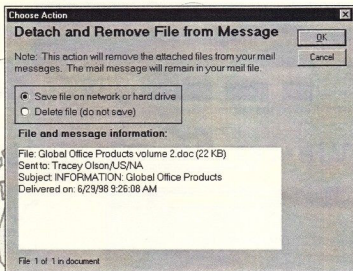 Choose Action
Detach and Remove File from Message
OK
Note: This action will remove the attached files from your mail
Cancel
messages. The mail message will remain in your mail file.
Save file on network or hard drive
Delete file (do not save)
File and message information:
File: Global Office Products volume 2.doc (22 KB)
Sent to: Tracey Olson/US/NA
Subject: INFORMATION: Global Office Products
Delivered on: 6/29/98 9:26:08 AM
File 1 of 1 in document